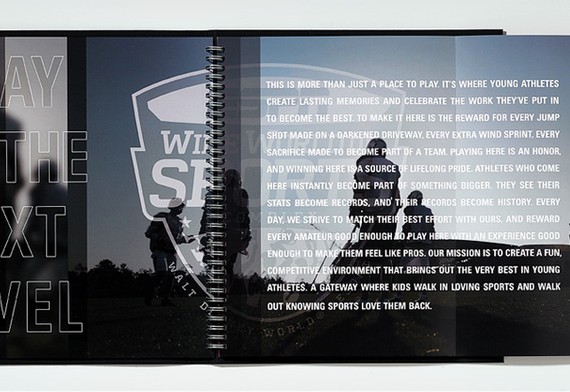 AY
THE
XT
VEL
WIDE WORLD
SP
WALT D
WORLD
THIS IS MORE THAN JUST A PLACE TO PLAY. IT'S WHERE YOUNG ATHLETES
CREATE LASTING MEMORIES AND CELEBRATE THE WORK THEY'VE PUT IN
TO BECOME THE BEST. TO MAKE IT HERE IS THE REWARD FOR EVERY JUMP
SHOT MADE ON A DARKENED DRIVEWAY, EVERY EXTRA WIND SPRINT, EVERY
SACRIFICE MADE TO BECOME PART OF A TEAM. PLAYING HERE IS AN HONOR,
AND WINNING HERE IS A SOURCE OF LIFELONG PRIDE. ATHLETES WHO COME
HERE INSTANTLY BECOME PART OF SOMETHING BIGGER. THEY SEE THEIR
STATS BECOME RECORDS, AND THEIR RECORDS BECOME HISTORY. EVERY
DAY, WE STRIVE TO MATCH THEIR BEST EFFORT WITH OURS, AND REWARD
EVERY AMATEUR GOOD ENOUGH TO PLAY HERE WITH AN EXPERIENCE GOOD
ENOUGH TO MAKE THEM FEEL LIKE PROS. OUR MISSION IS TO CREATE A FUN,
COMPETITIVE ENVIRONMENT THAT BRINGS OUT THE VERY BEST IN YOUNG
ATHLETES. A GATEWAY WHERE KIDS WALK IN LOVING SPORTS AND WALK
OUT KNOWING SPORTS LOVE THEM BACK.